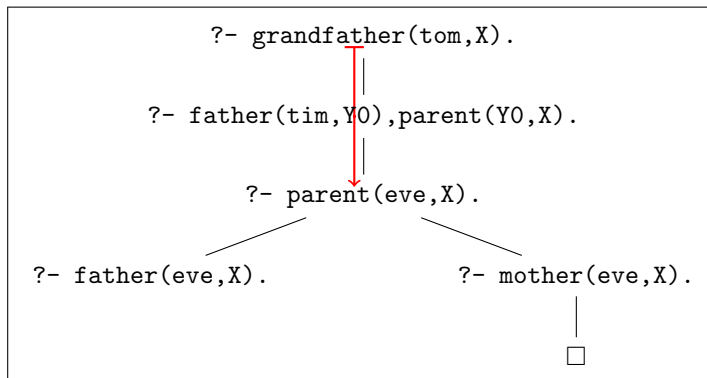 ?- grandfather(tom,X).
?- father(tim,Y0),parent(Y0,X).
?- parent(eve,X).
?- father(eve,X).
?- mother(eve,X).